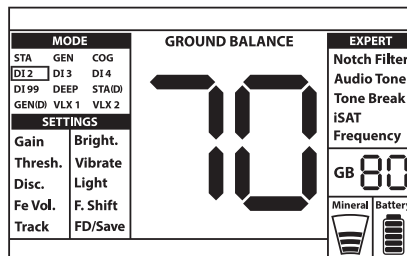 MODE
STA GEN COG
DI 2 DI 3 DI 4
DI 99 DEEP STA(D)
GEN(D) VLX 1 VLX 2
SETTINGS
Gain Bright.
Thresh. Vibrate
Disc. Light
Fe Vol. F. Shift
Track FD/Save
GROUND BALANCE
70
EXPERT
Notch Filter
Audio Tone
Tone Break
iSAT
Frequency
GB 80
Mineral Battery